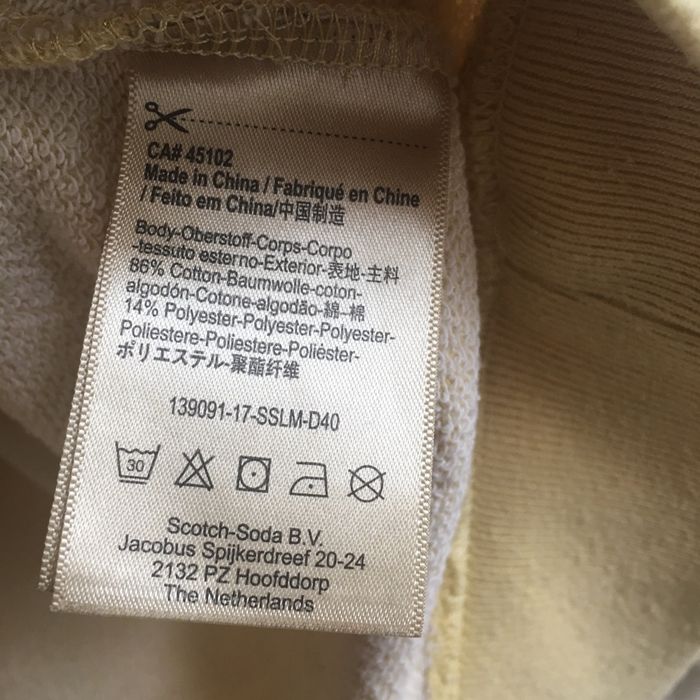 CA# 45102
Made in China / Fabriqué en Chine
/ Feito em China/中国制造
Body-Oberstoff-Corps-Corpo
-tessuto esterno-Exterior-表地-主料
86% Cotton-Baumwolle-coton-
algodón-Cotone-algodão-綿-棉
14% Polyester-Polyester-Polyester-
Poliestere-Poliestere-Poliéster-
ポリエステル-聚酯纤维
139091-17-SSLM-D40
30
Scotch-Soda B.V.
Jacobus Spijkerdreef 20-24
2132 PZ Hoofddorp
The Netherlands